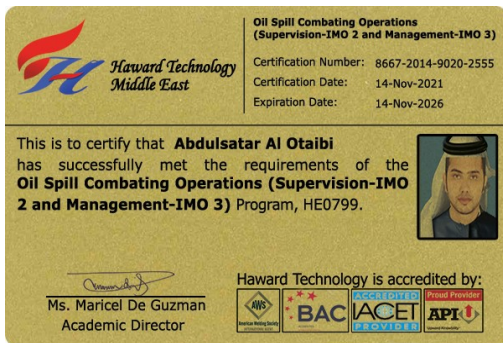 Haward Technology
Middle East
Oil Spill Combating Operations
(Supervision-IMO 2 and Management-IMO 3)
Certification Number: 8667-2014-9020-2555
Certification Date: 14-Nov-2021
Expiration Date: 14-Nov-2026
This is to certify that Abdulsatar Al Otaibi
has successfully met the requirements of the
Oil Spill Combating Operations (Supervision-IMO
2 and Management-IMO 3) Program, HE0799.
Ms. Maricel De Guzman
Academic Director
Haward Technology is accredited by:
AWS
American Welding Society
BAC
ACCREDITED
IACET
PROVIDER
Proud Provider
API